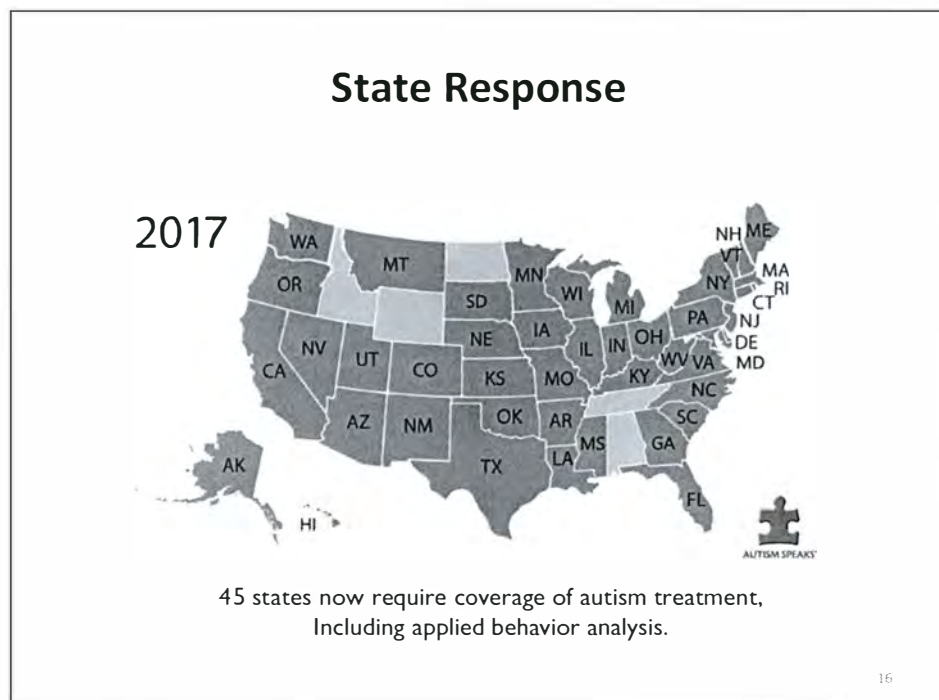 State Response
2017
WA
MT
MN
NH
ME
VT
OR
SD
WI
MI
NY
MA
RI
CT
NV
UT
CO
NE
IA
IL
IN
OH
PA
NJ
DE
MD
CA
KS
MO
KY
WV
VA
AZ
NM
OK
AR
NC
SC
TX
LA
MS
GA
AK
HI
FL
AUTISM SPEAKS
45 states now require coverage of autism treatment,
Including applied behavior analysis.
16